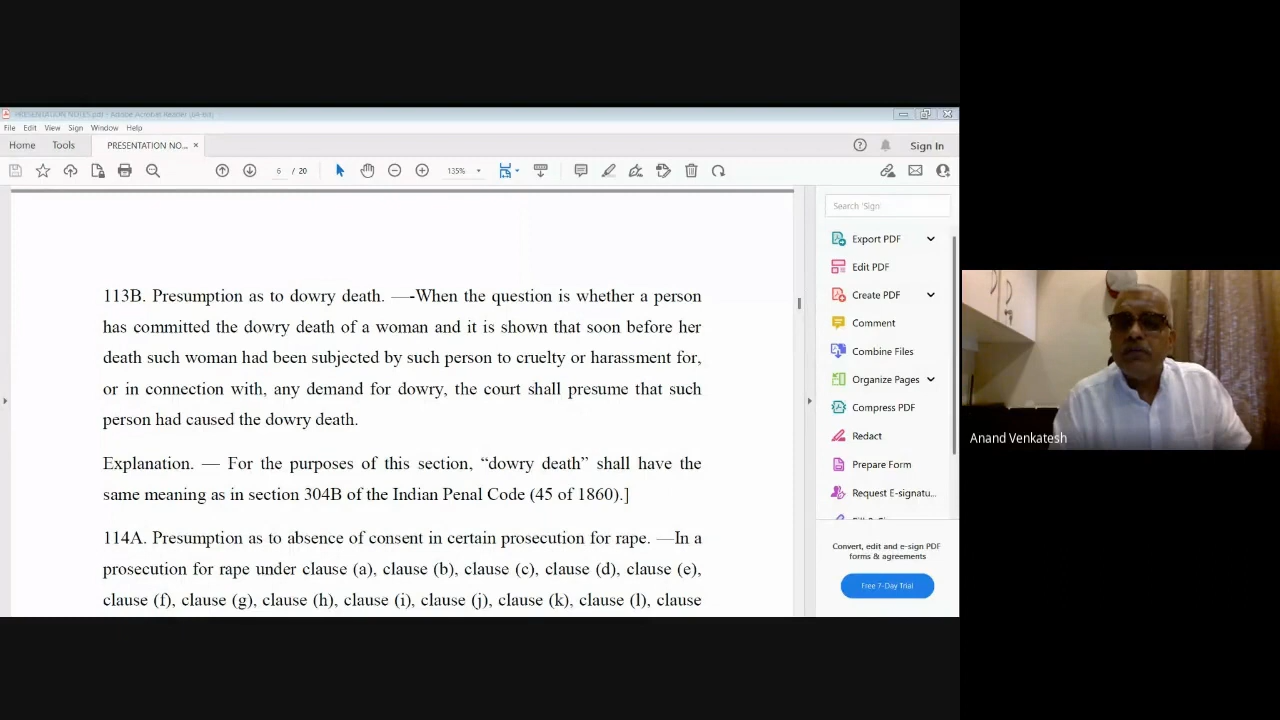 PRESENTATION NOTES.pdf - Adobe Acrobat Reader (64-bit)
File Edit View Sign Window Help
Home Tools PRESENTATION NO... × Sign In
6 / 20 135%
Search 'Sign'
113B. Presumption as to dowry death. —-When the question is whether a person
has committed the dowry death of a woman and it is shown that soon before her
death such woman had been subjected by such person to cruelty or harassment for,
or in connection with, any demand for dowry, the court shall presume that such
person had caused the dowry death.
Explanation. — For the purposes of this section, “dowry death” shall have the
same meaning as in section 304B of the Indian Penal Code (45 of 1860).]
114A. Presumption as to absence of consent in certain prosecution for rape. —In a
prosecution for rape under clause (a), clause (b), clause (c), clause (d), clause (e),
clause (f), clause (g), clause (h), clause (i), clause (j), clause (k), clause (l), clause
Export PDF
Edit PDF
Create PDF
Comment
Combine Files
Organize Pages
Compress PDF
Redact
Prepare Form
Request E-signatu...
Convert, edit and e-sign PDF
forms & agreements
Free 7-Day Trial
Anand Venkatesh